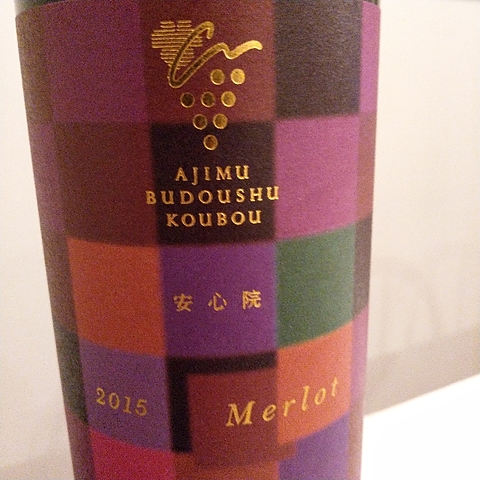 AJIMU
BUDOUSHU
KOUBOU
安心院
2015
Merlot